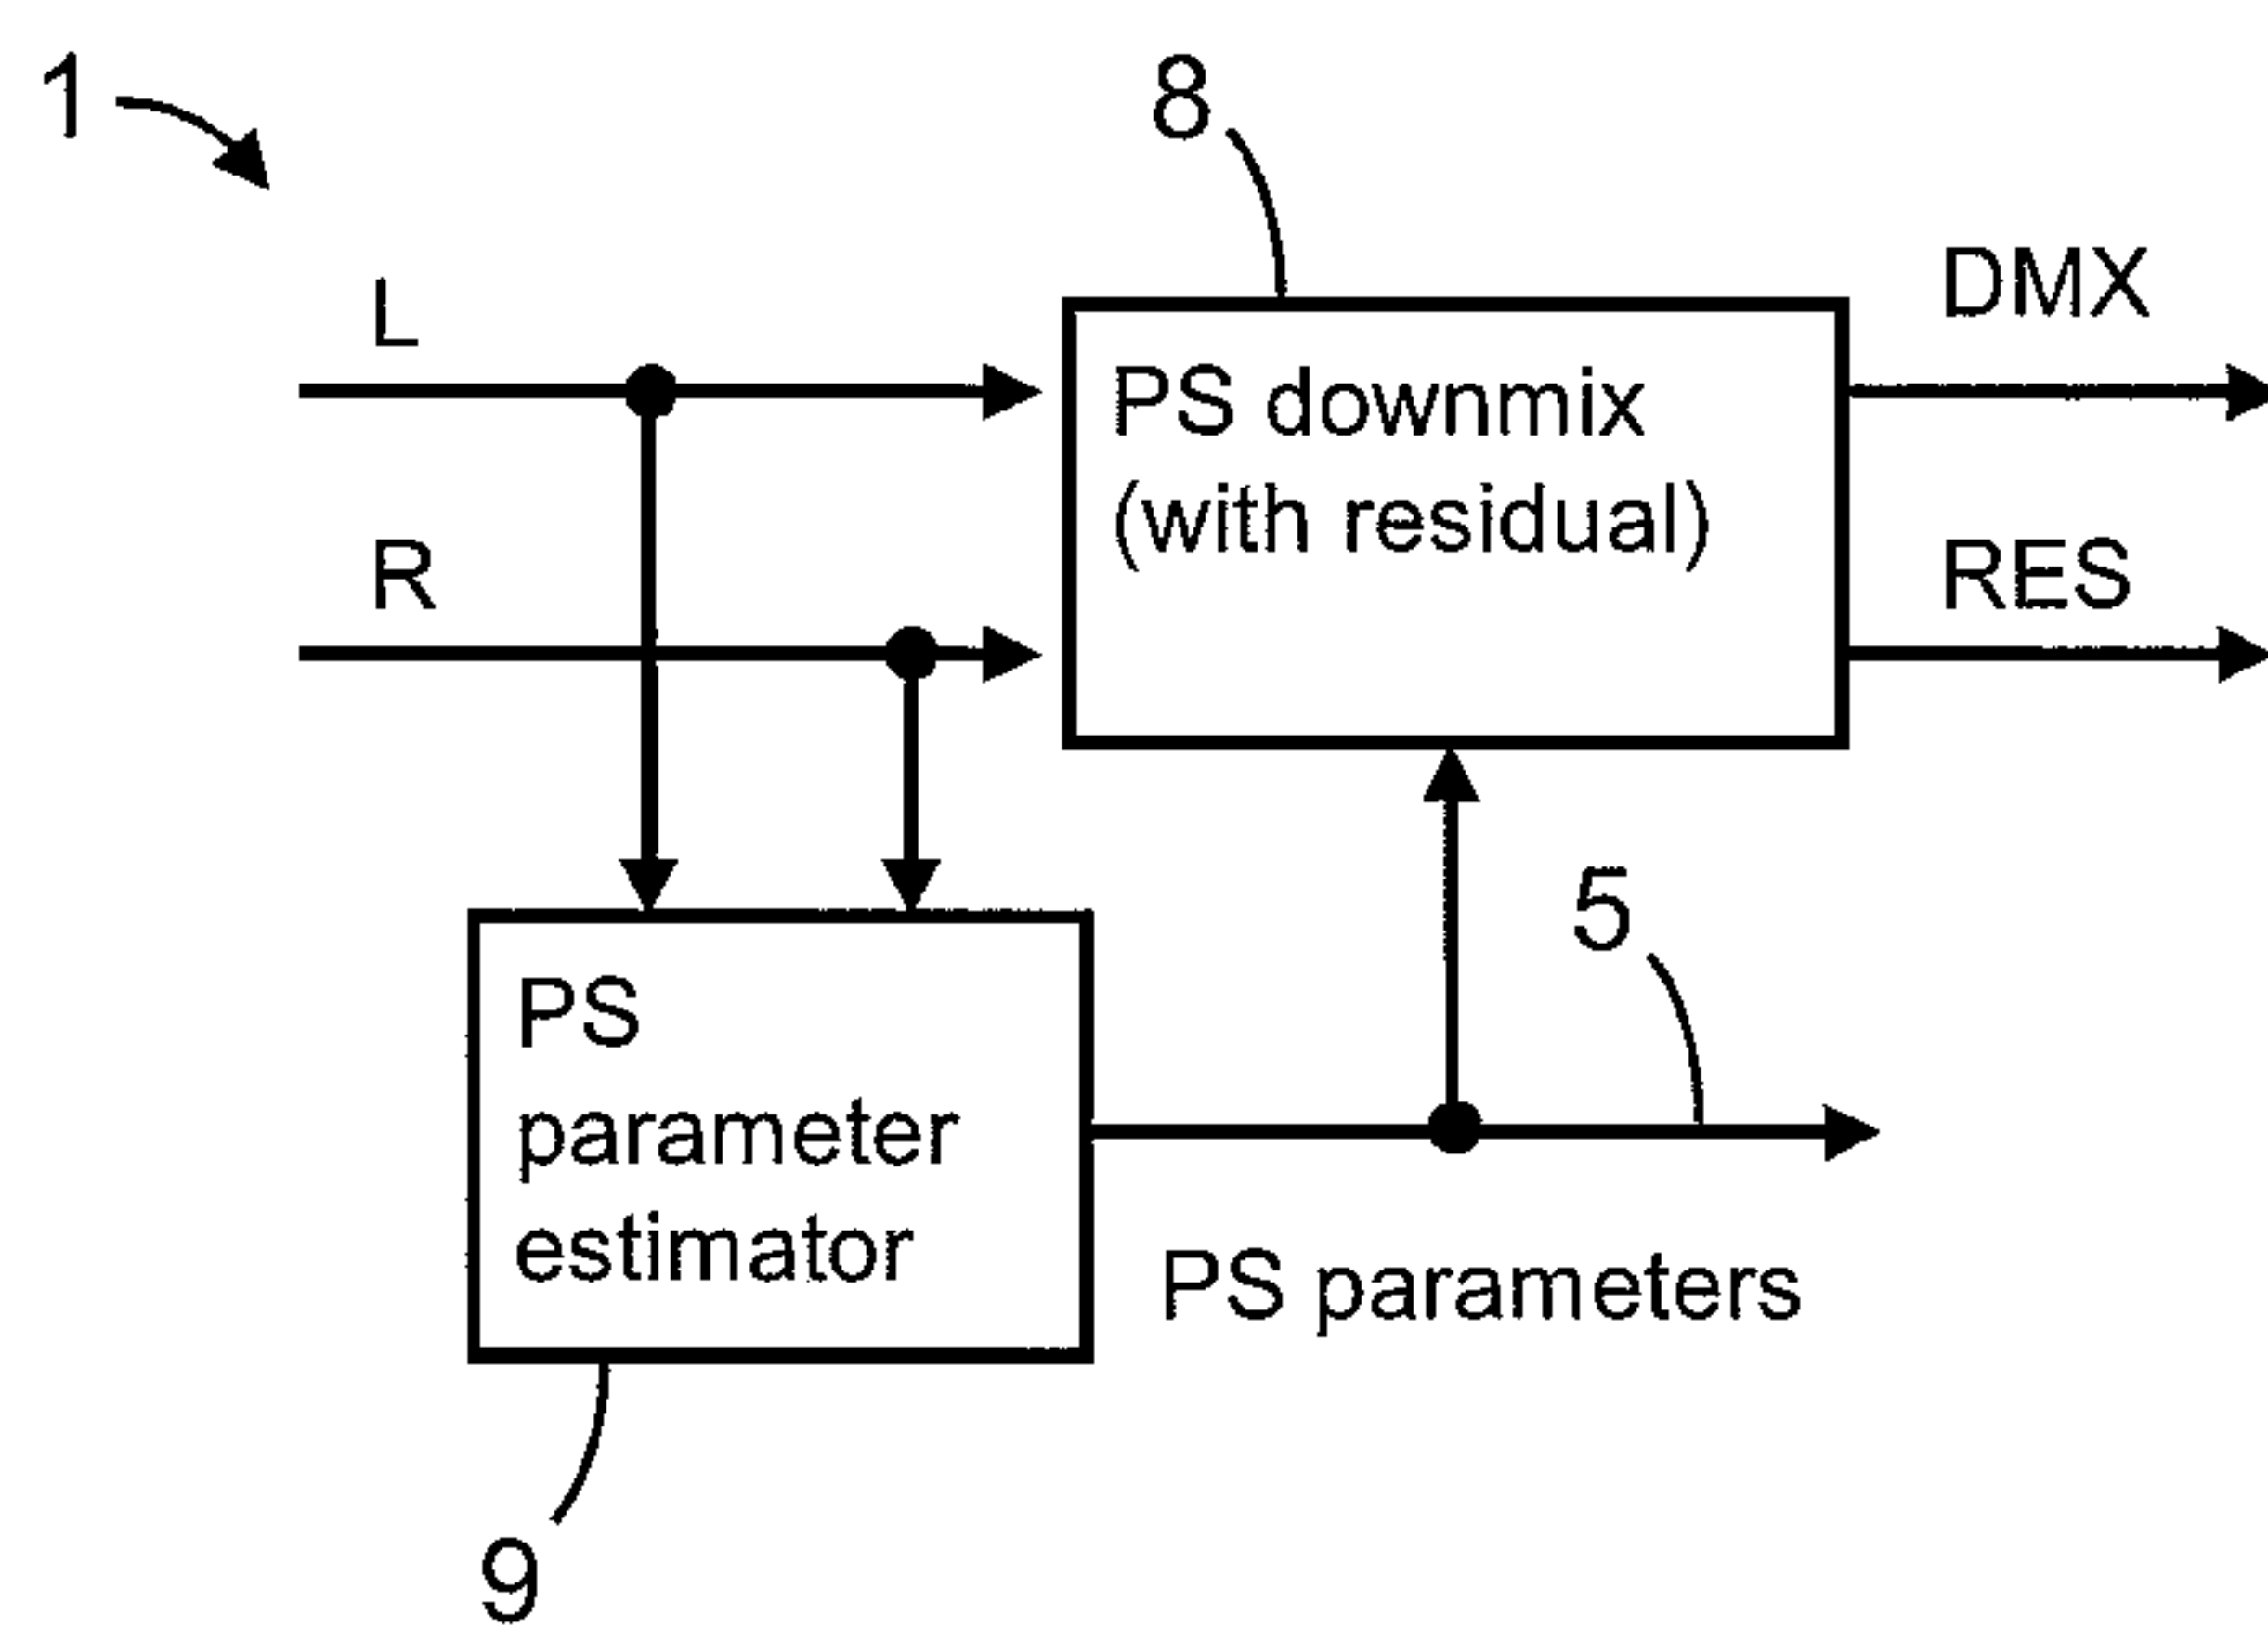 1
8
L
DMX
PS downmix
(with residual)
R
RES
5
PS
parameter
estimator
PS parameters
9